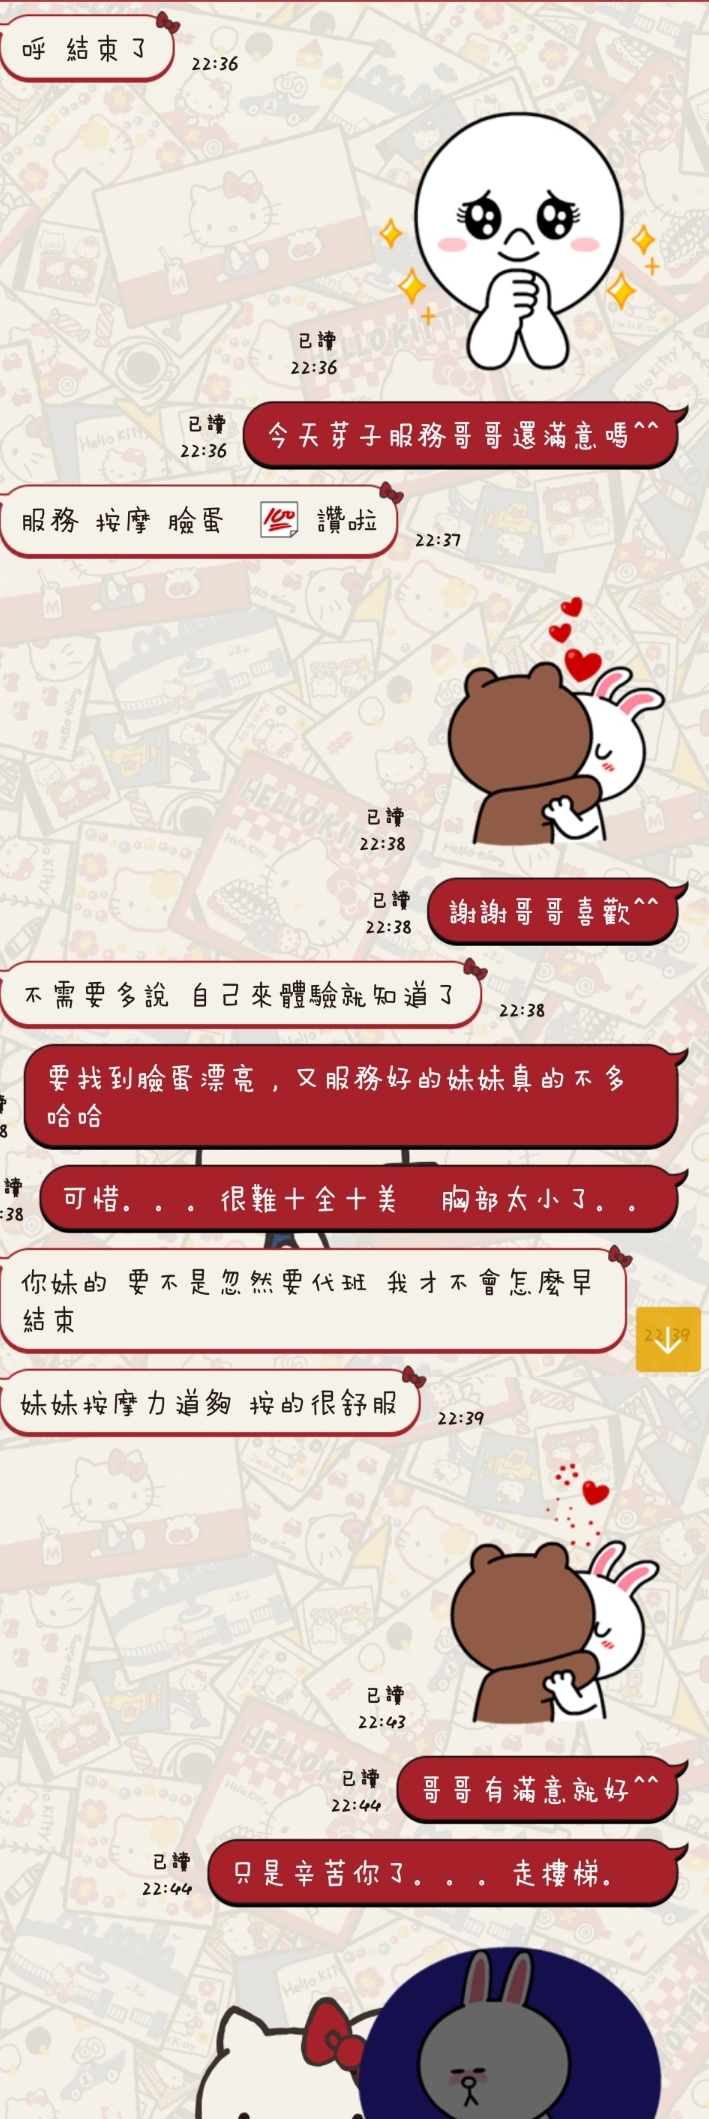 呼 結束了
22:36
已讀
22:36
今天芽子服務哥哥還滿意嗎^^
已讀
22:36
服務 按摩 臉蛋 💯 讚啦
22:37
已讀
22:38
謝謝哥哥喜歡^^
已讀
22:38
不需要多說 自己來體驗就知道了
22:38
要找到臉蛋漂亮，又服務好的妹妹真的不多
哈哈
可惜。。。很難十全十美 胸部太小了。。
你妹的 要不是忽然要代班 我才不會怎麼早
結束
22:39
妹妹按摩力道夠 按的很舒服
22:39
已讀
22:43
哥哥有滿意就好^^
已讀
22:44
只是辛苦你了。。。走樓梯。
已讀
22:44